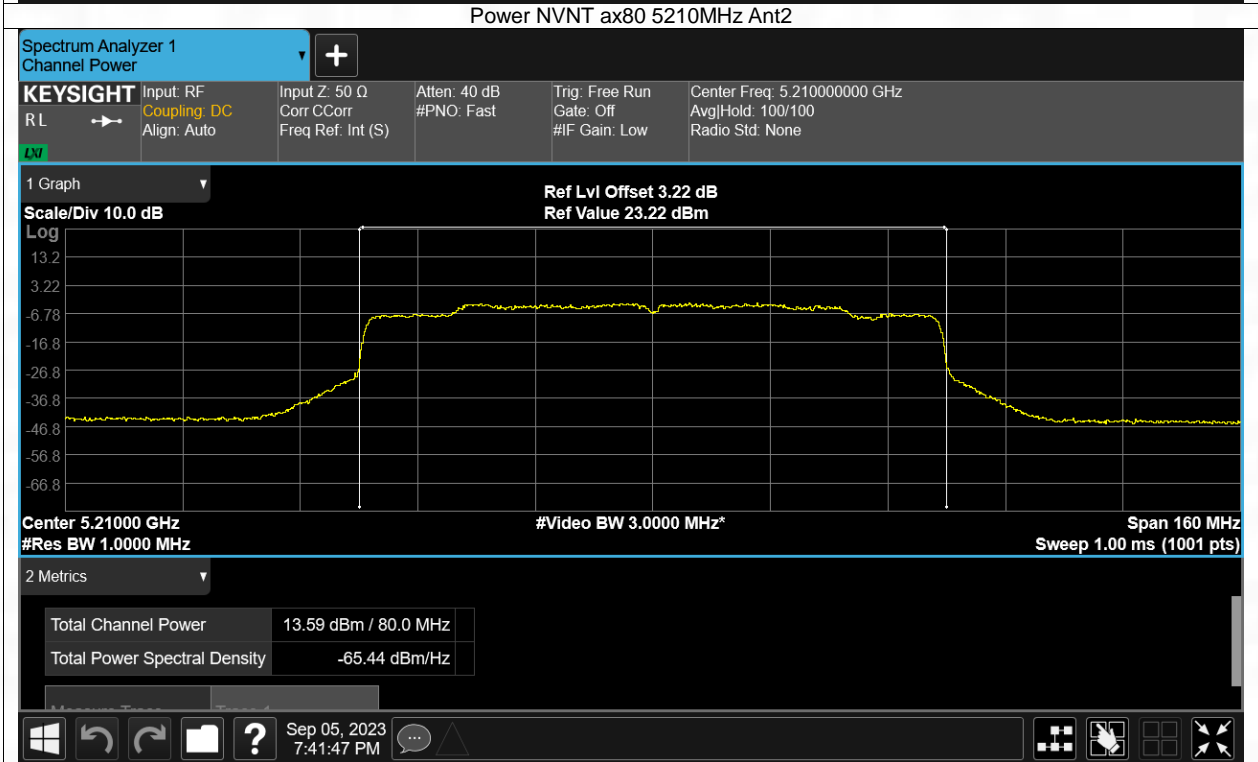 Power NVNT ax80 5210MHz Ant2
Spectrum Analyzer 1
Channel Power
KEYSIGHT
R L
LXI
Input: RF
Coupling: DC
Align: Auto
Input Z: 50 Ω
Corr CCorr
Freq Ref: Int (S)
Atten: 40 dB
#PNO: Fast
Trig: Free Run
Gate: Off
#IF Gain: Low
Center Freq: 5.210000000 GHz
Avg|Hold: 100/100
Radio Std: None
1 Graph
Scale/Div 10.0 dB
Ref Lvl Offset 3.22 dB
Ref Value 23.22 dBm
Log
13.2
3.22
-6.78
-16.8
-26.8
-36.8
-46.8
-56.8
-66.8
Center 5.21000 GHz
#Res BW 1.0000 MHz
#Video BW 3.0000 MHz*
Span 160 MHz
Sweep 1.00 ms (1001 pts)
2 Metrics
Total Channel Power 13.59 dBm / 80.0 MHz
Total Power Spectral Density -65.44 dBm/Hz
?
Sep 05, 2023
7:41:47 PM